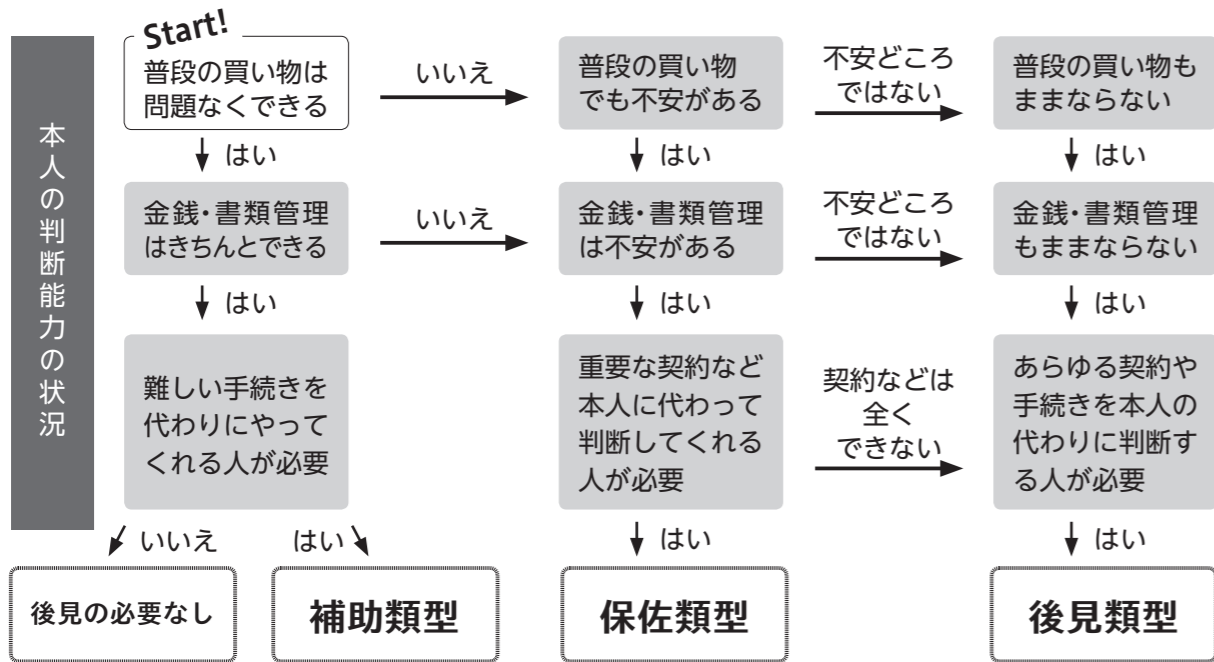 本人の判断能力の状況
Start!
普段の買い物は
問題なくできる
いいえ
普段の買い物
でも不安がある
不安どころ
ではない
普段の買い物も
ままならない
はい
はい
はい
金銭・書類管理
はきちんとできる
いいえ
金銭・書類管理
は不安がある
不安どころ
ではない
金銭・書類管理
もままならない
はい
はい
はい
難しい手続きを
代わりにやって
くれる人が必要
重要な契約など
本人に代わって
判断してくれる
人が必要
契約などは
全く
できない
あらゆる契約や
手続きを本人の
代わりに判断す
る人が必要
いいえ
はい
はい
はい
後見の必要なし
補助類型
保佐類型
後見類型